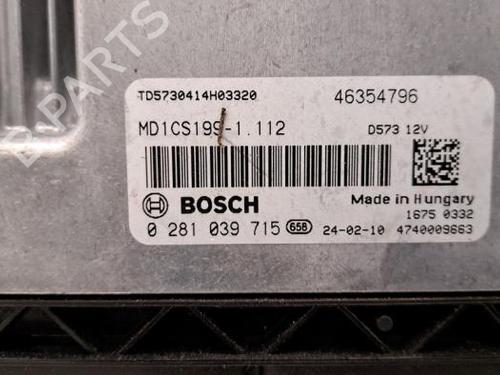 B-PARTS
TD5730414H03320 46354796
MD1CS199-1.112 D573 12V
BOSCH Made in Hungary
1675 0332
0 281 039 715 65B 24-02-10 4740009663